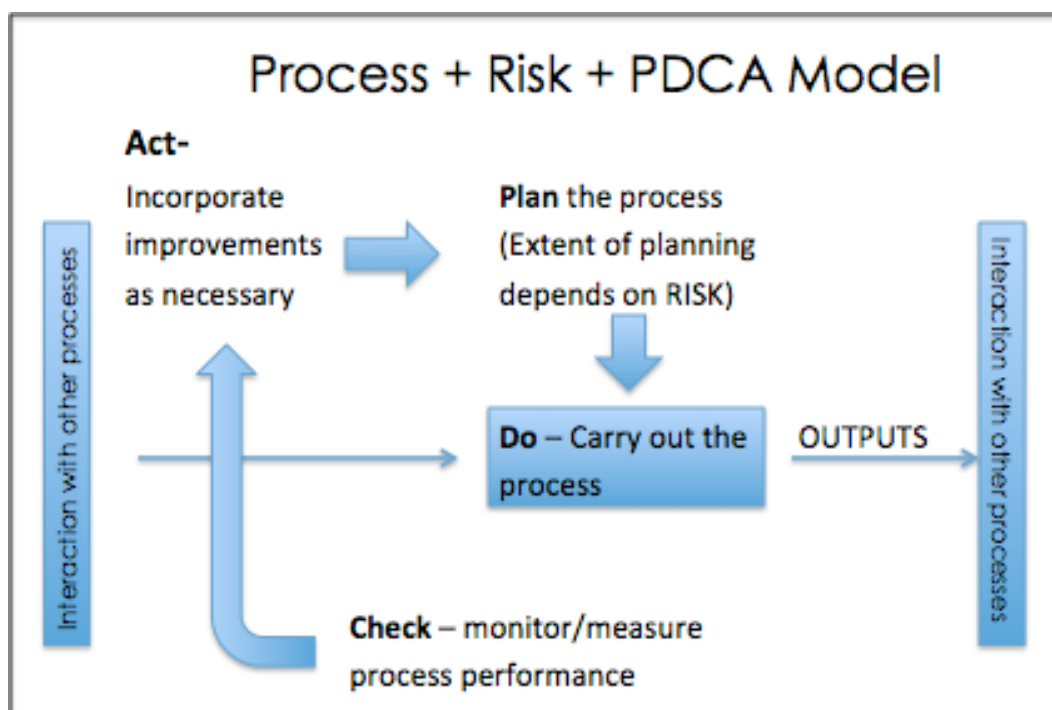 Process + Risk + PDCA Model
Act-
Incorporate
improvements
as necessary
Plan the process
(Extent of planning
depends on RISK)
Interaction with other processes
Do – Carry out the
process
OUTPUTS
Interaction with other processes
Check – monitor/measure
process performance